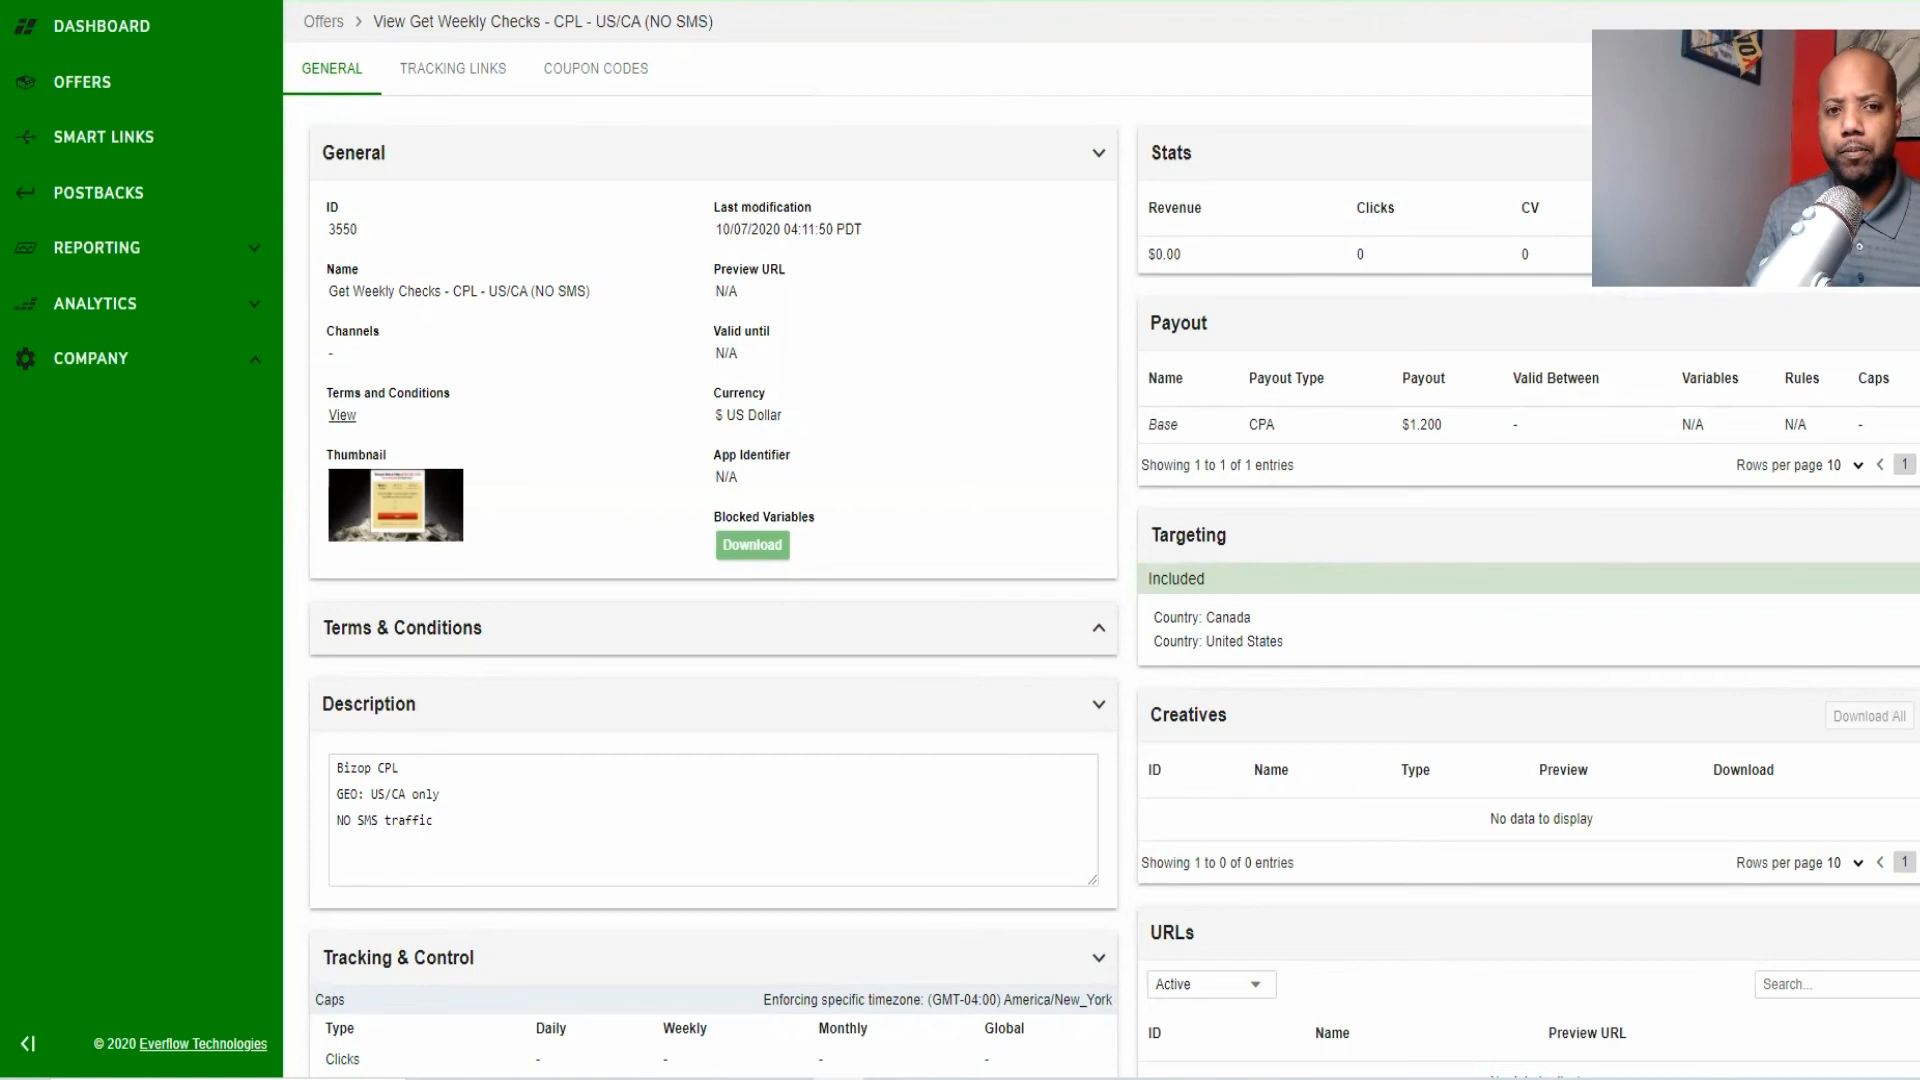 DASHBOARD
OFFERS
SMART LINKS
POSTBACKS
REPORTING
ANALYTICS
COMPANY
© 2020 Everflow Technologies
Offers > View Get Weekly Checks - CPL - US/CA (NO SMS)
GENERAL TRACKING LINKS COUPON CODES
General
ID
3550
Last modification
10/07/2020 04:11:50 PDT
Name
Get Weekly Checks - CPL - US/CA (NO SMS)
Preview URL
N/A
Channels
-
Valid until
N/A
Terms and Conditions
View
Currency
$ US Dollar
Thumbnail
App Identifier
N/A
Blocked Variables
Download
Terms & Conditions
Description
Bizop CPL
GEO: US/CA only
NO SMS traffic
Tracking & Control
Caps Enforcing specific timezone: (GMT-04:00) America/New_York
Type Daily Weekly Monthly Global
Clicks - - - -
Stats
Revenue Clicks CV
$0.00 0 0
Payout
Name Payout Type Payout Valid Between Variables Rules Caps
Base CPA $1.200 - N/A N/A -
Showing 1 to 1 of 1 entries Rows per page 10 < 1
Targeting
Included
Country: Canada
Country: United States
Creatives Download All
ID Name Type Preview Download
No data to display
Showing 1 to 0 of 0 entries Rows per page 10 < 1
URLs
Active Search...
ID Name Preview URL